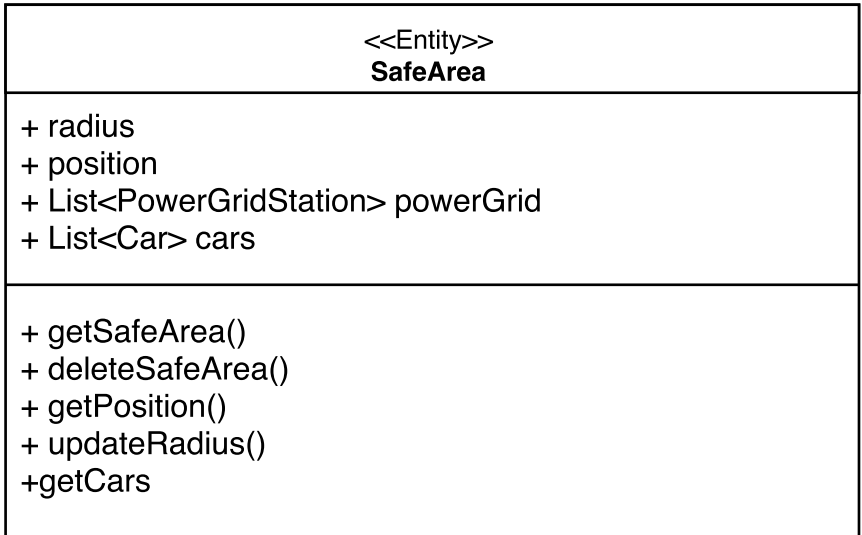 <<Entity>>
SafeArea
+ radius
+ position
+ List<PowerGridStation> powerGrid
+ List<Car> cars
+ getSafeArea()
+ deleteSafeArea()
+ getPosition()
+ updateRadius()
+getCars